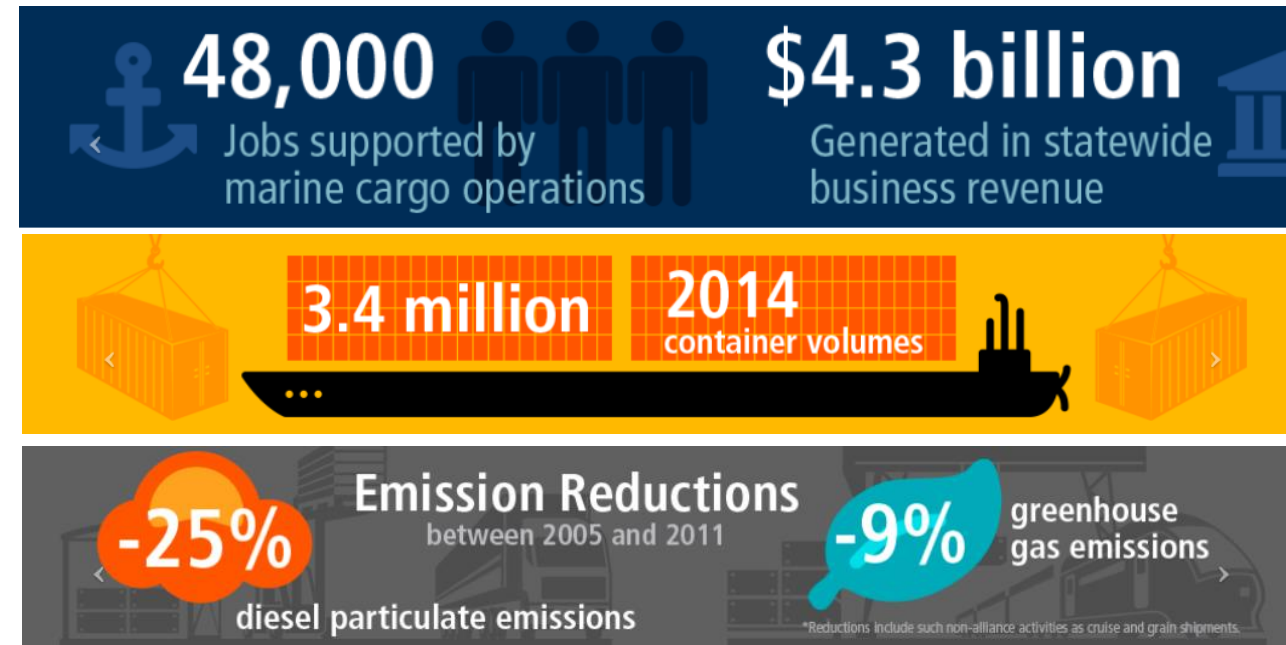 48,000
Jobs supported by
marine cargo operations
$4.3 billion
Generated in statewide
business revenue
3.4 million
2014
container volumes
Emission Reductions
between 2005 and 2011
-25%
diesel particulate emissions
-9%
greenhouse
gas emissions
*Reductions include such non-alliance activities as cruise and grain shipments.